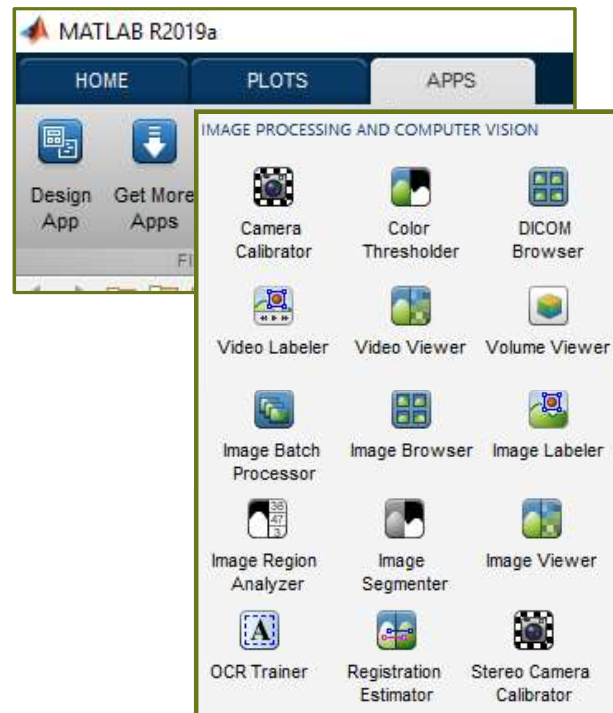 MATLAB R2019a
HOME PLOTS APPS
Design App
Get More Apps
IMAGE PROCESSING AND COMPUTER VISION
Camera Calibrator
Color Thresholder
DICOM Browser
Video Labeler
Video Viewer
Volume Viewer
Image Batch Processor
Image Browser
Image Labeler
Image Region Analyzer
Image Segmenter
Image Viewer
OCR Trainer
Registration Estimator
Stereo Camera Calibrator